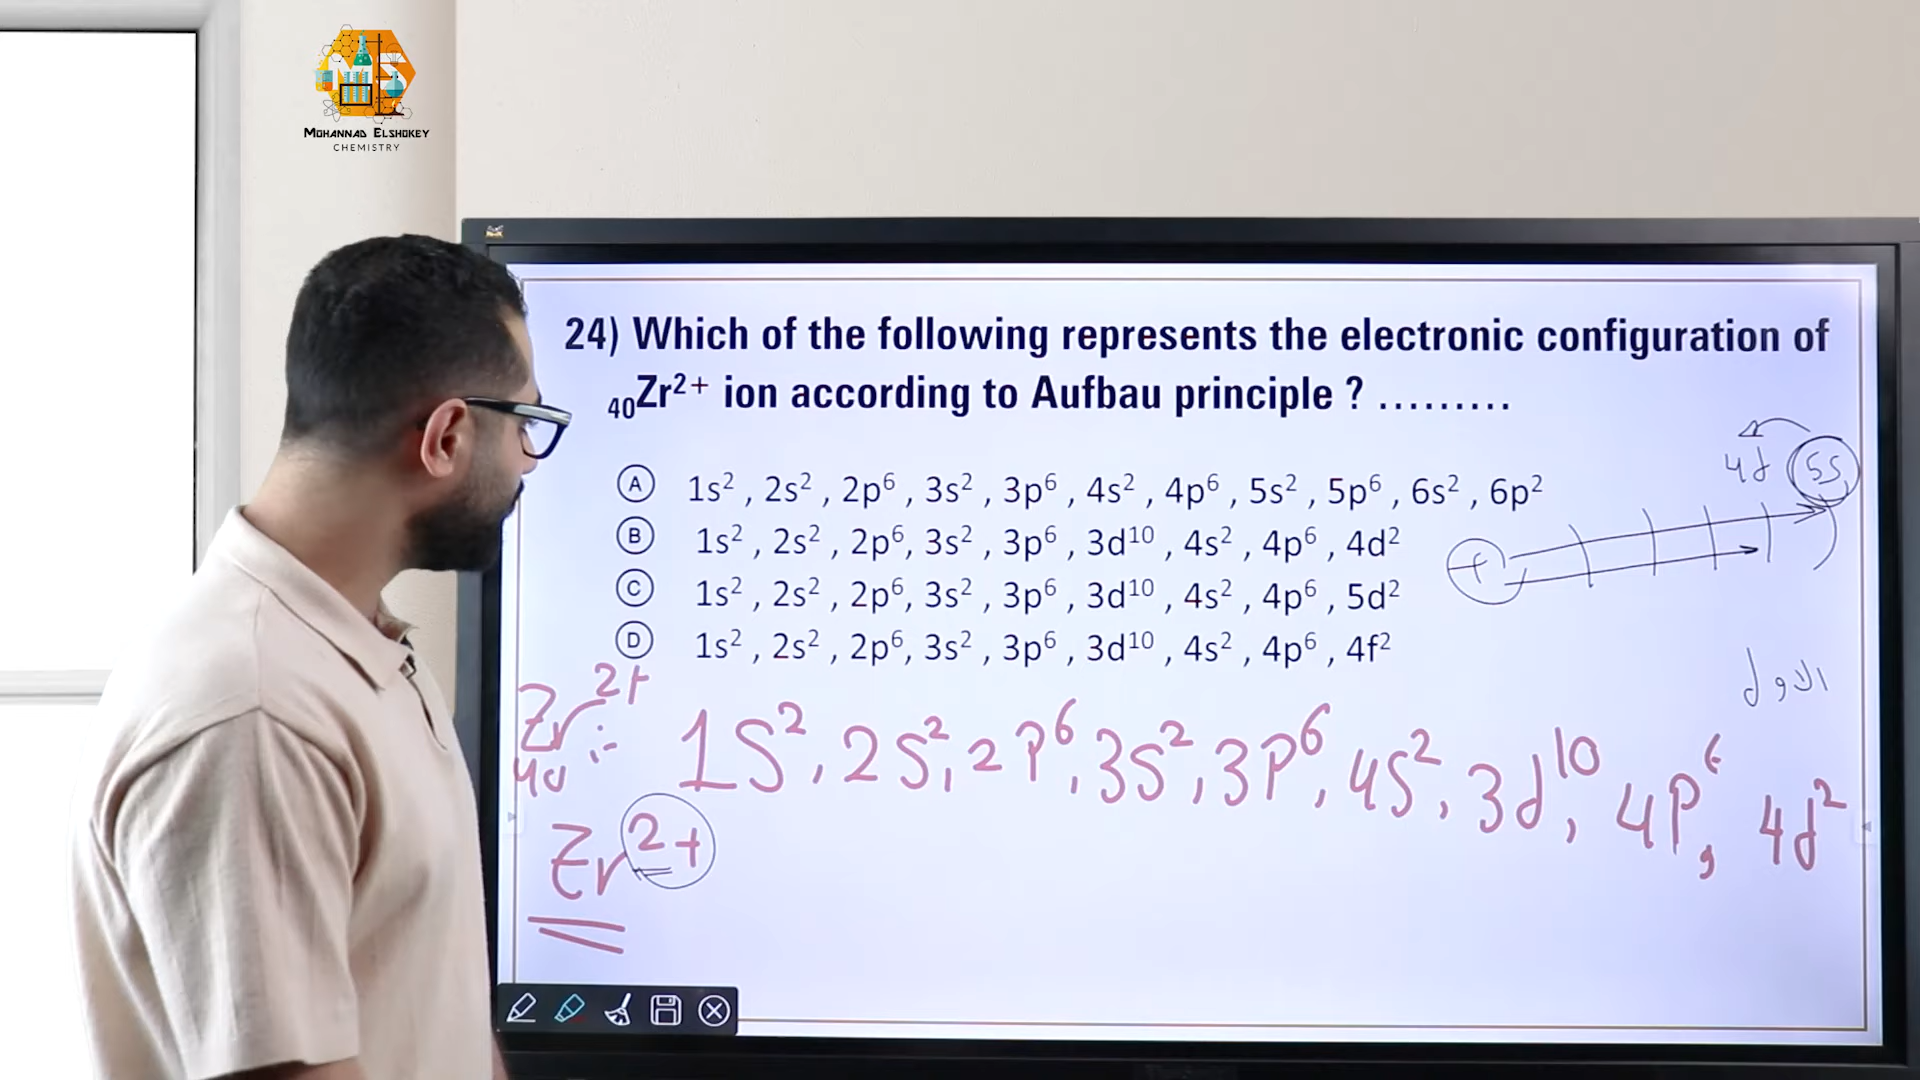 MS
MOHANNAD ELSHOKEY
CHEMISTRY
24) Which of the following represents the electronic configuration of
₄₀Zr²⁺ ion according to Aufbau principle ? .........
A 1s² , 2s² , 2p⁶ , 3s² , 3p⁶ , 4s² , 4p⁶ , 5s² , 5p⁶ , 6s² , 6p²
B 1s² , 2s² , 2p⁶, 3s² , 3p⁶ , 3d¹⁰ , 4s² , 4p⁶ , 4d²
C 1s² , 2s² , 2p⁶, 3s² , 3p⁶ , 3d¹⁰ , 4s² , 4p⁶ , 5d²
D 1s² , 2s² , 2p⁶, 3s² , 3p⁶ , 3d¹⁰ , 4s² , 4p⁶ , 4f²
4d 5s
+
الاول
₄₀Zr²⁺ :- 1S², 2S², 2P⁶, 3S², 3P⁶, 4S², 3d¹⁰, 4P⁶, 4d²
Zr²⁺